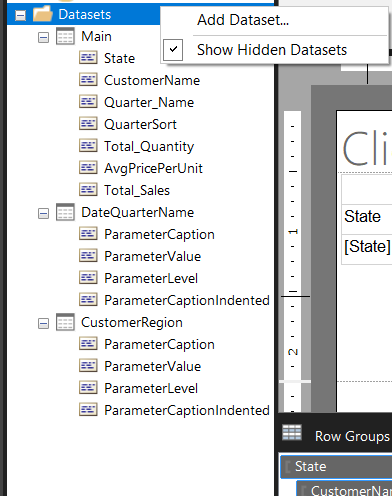 Datasets
Add Dataset...
Show Hidden Datasets
Main
State
CustomerName
Quarter_Name
QuarterSort
Total_Quantity
AvgPricePerUnit
Total_Sales
DateQuarterName
ParameterCaption
ParameterValue
ParameterLevel
ParameterCaptionIndented
CustomerRegion
ParameterCaption
ParameterValue
ParameterLevel
ParameterCaptionIndented
Cli
State
[State]
1
2
Row Groups
State
CustomerNa